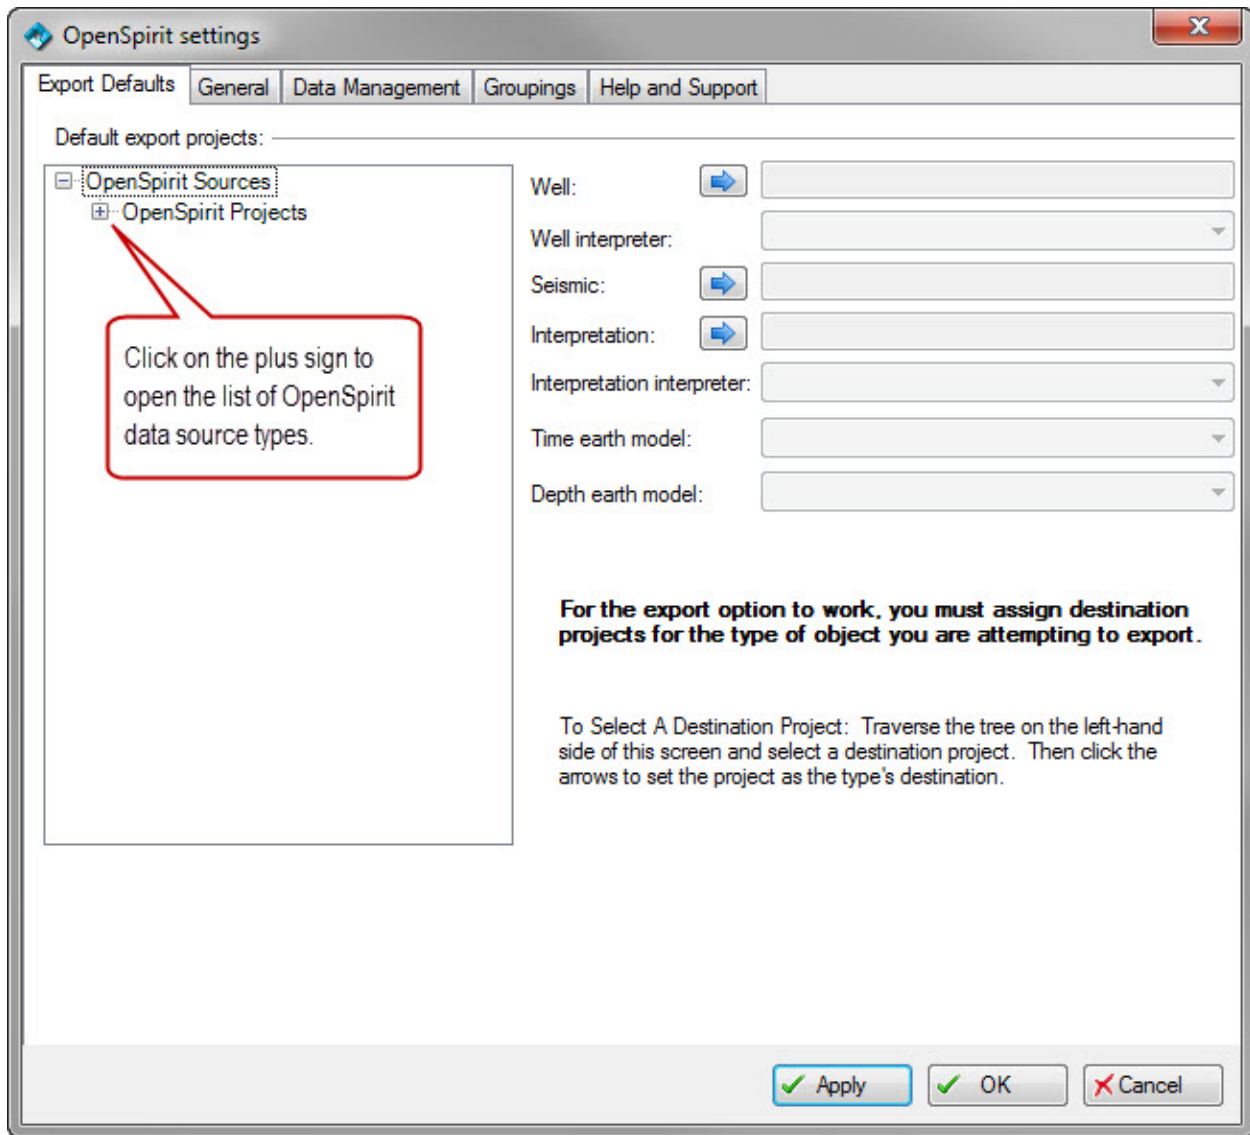 OpenSpirit settings
Export Defaults General Data Management Groupings Help and Support
Default export projects:
OpenSpirit Sources
OpenSpirit Projects
Click on the plus sign to
open the list of OpenSpirit
data source types.
Well:
Well interpreter:
Seismic:
Interpretation:
Interpretation interpreter:
Time earth model:
Depth earth model:
For the export option to work, you must assign destination
projects for the type of object you are attempting to export.
To Select A Destination Project:  Traverse the tree on the left-hand
side of this screen and select a destination project.  Then click the
arrows to set the project as the type's destination.
Apply OK Cancel